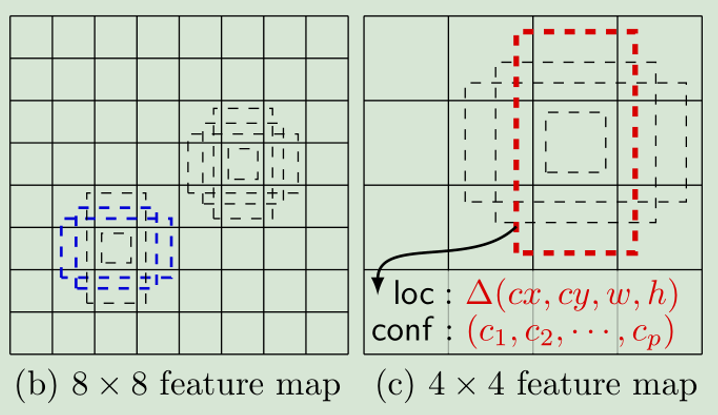 loc : Δ(cx, cy, w, h)
conf : (c₁, c₂, ⋯, cₚ)
(b) 8 × 8 feature map
(c) 4 × 4 feature map